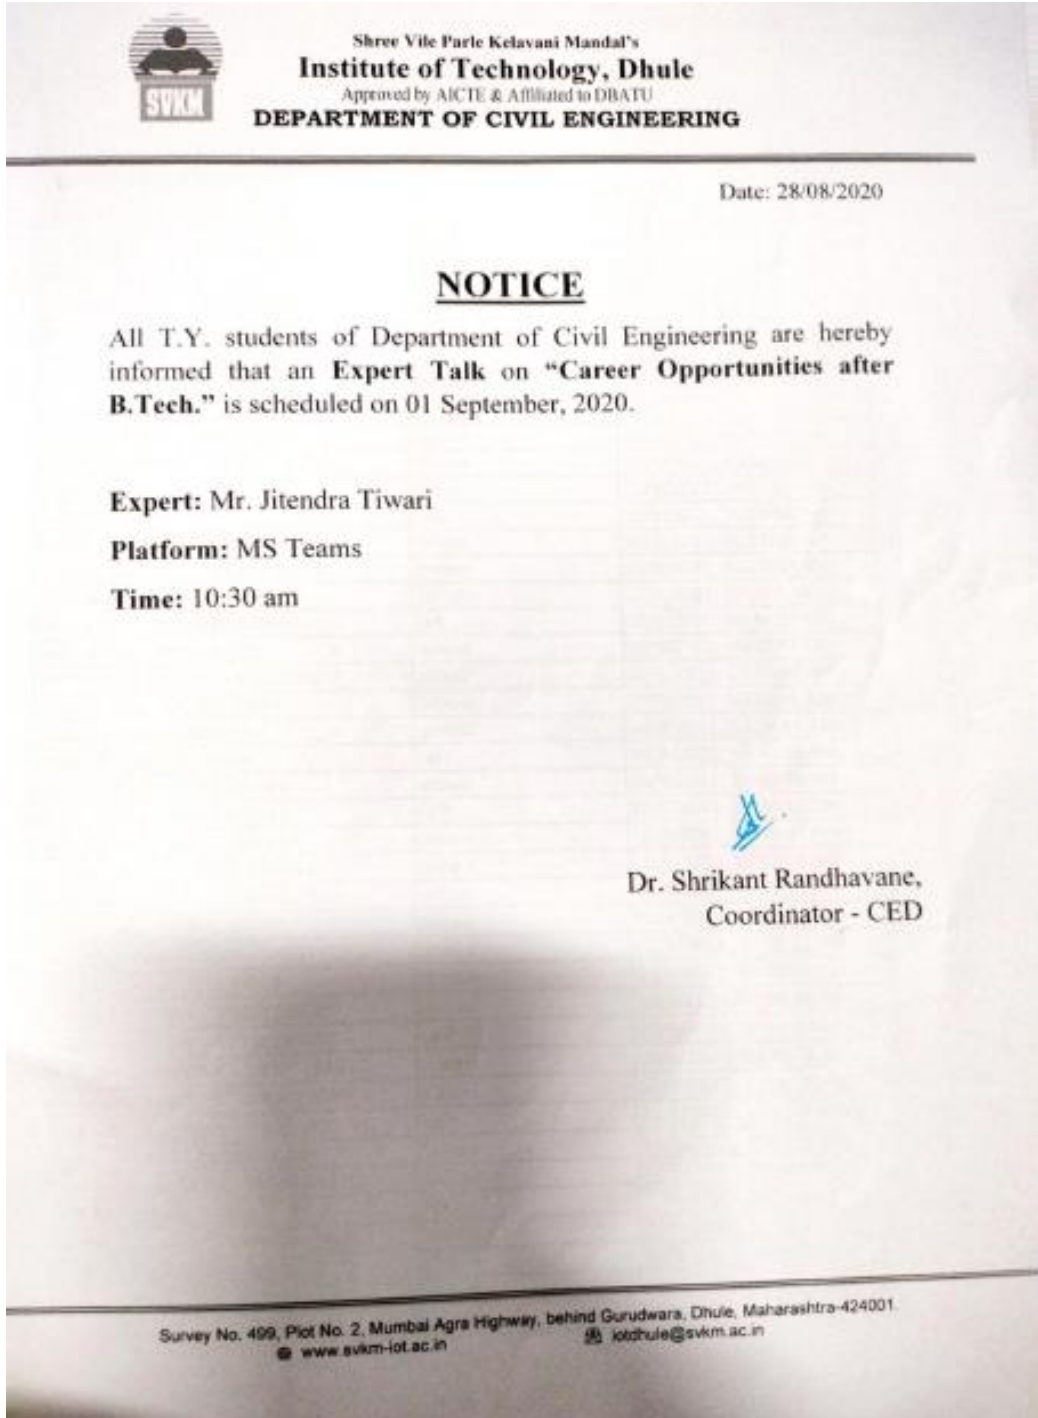 SVKM
Shree Vile Parle Kelavani Mandal's
Institute of Technology, Dhule
Approved by AICTE & Affiliated to DBATU
DEPARTMENT OF CIVIL ENGINEERING
Date: 28/08/2020
NOTICE
All T.Y. students of Department of Civil Engineering are hereby
informed that an Expert Talk on “Career Opportunities after
B.Tech.” is scheduled on 01 September, 2020.
Expert: Mr. Jitendra Tiwari
Platform: MS Teams
Time: 10:30 am
Dr. Shrikant Randhavane,
Coordinator - CED
Survey No. 499, Plot No. 2, Mumbai Agra Highway, behind Gurudwara, Dhule, Maharashtra-424001.
www.svkm-iot.ac.in iotdhule@svkm.ac.in